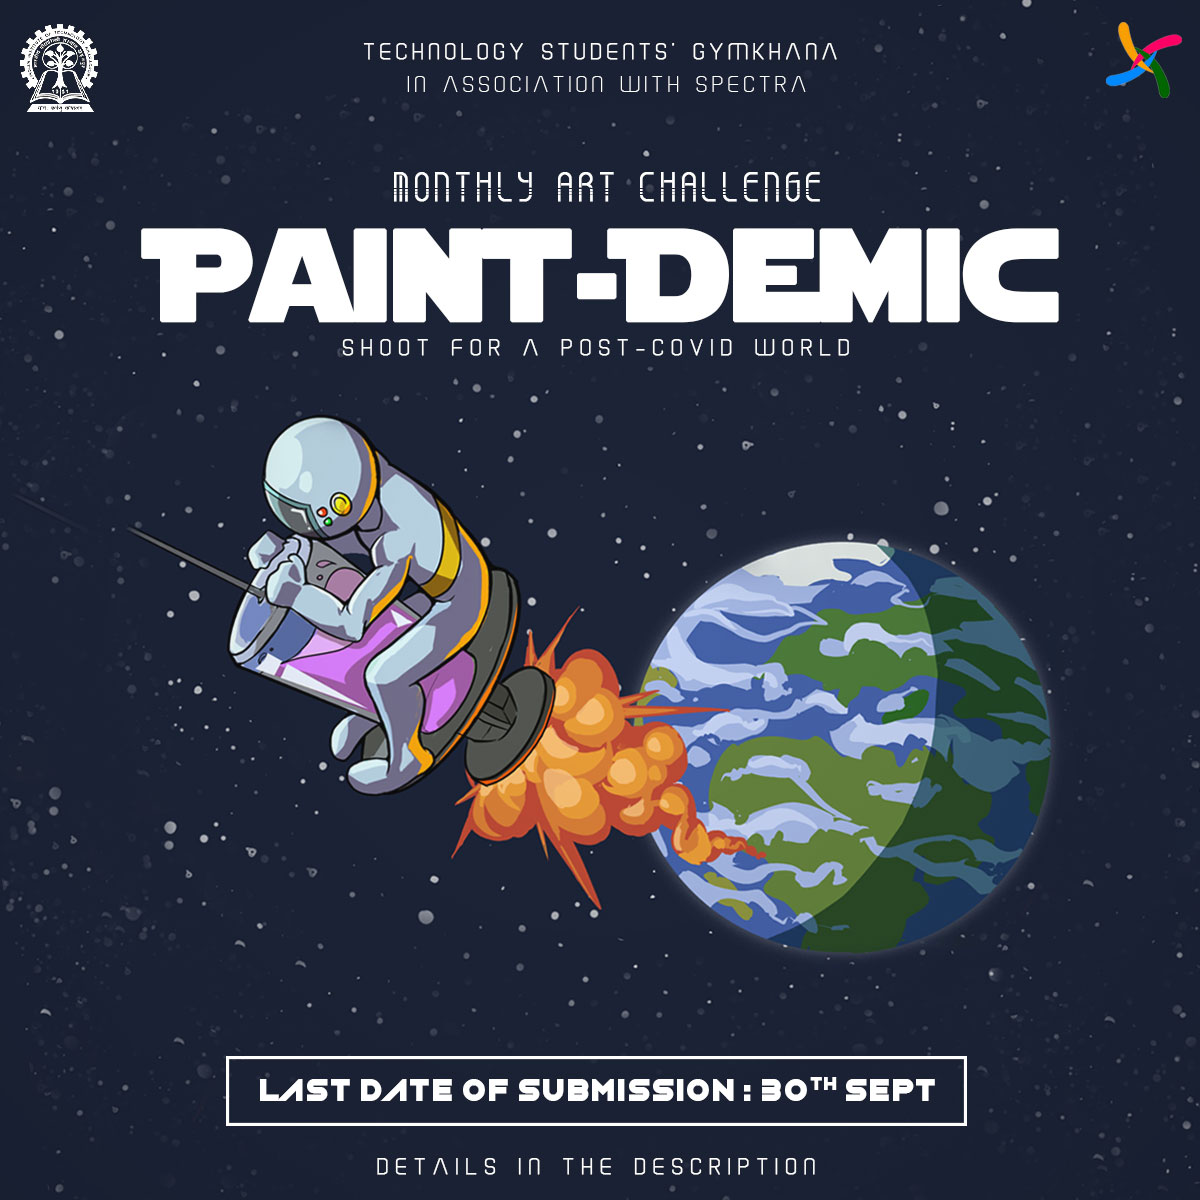 TECHNOLOGY STUDENTS' GYMKHANA
IN ASSOCIATION WITH SPECTRA
MONTHLY ART CHALLENGE
PAINT-DEMIC
SHOOT FOR A POST-COVID WORLD
LAST DATE OF SUBMISSION : 30TH SEPT
DETAILS IN THE DESCRIPTION